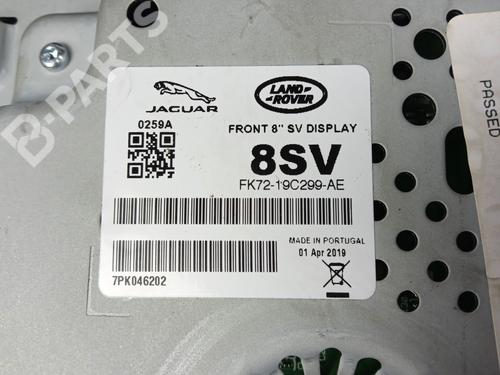 B-PARTS
JAGUAR
LAND
ROVER
0259A
FRONT 8" SV DISPLAY
8SV
FK72-19C299-AE
MADE IN PORTUGAL
01 Apr 2019
7PK046202
PASSED